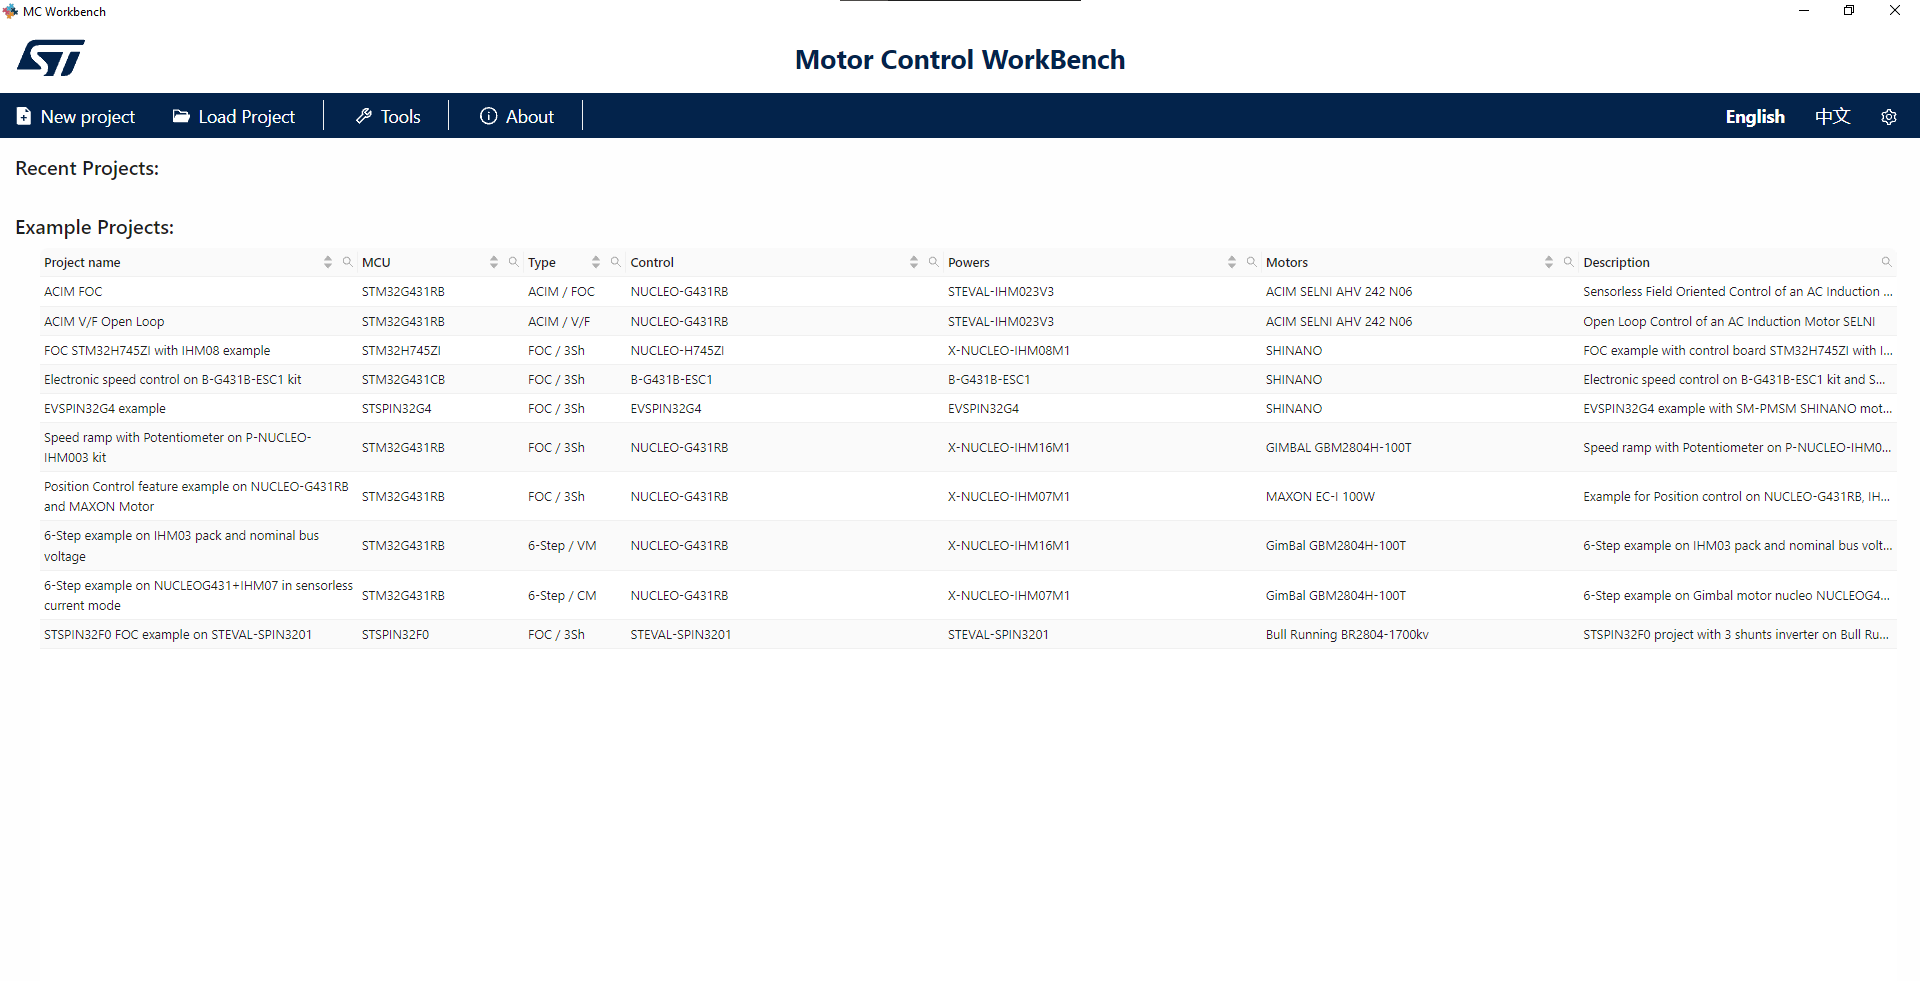 MC Workbench
ST
Motor Control WorkBench
New project Load Project Tools About English 中文
Recent Projects:
Example Projects:
Project name MCU Type Control Powers Motors Description
ACIM FOC STM32G431RB ACIM / FOC NUCLEO-G431RB STEVAL-IHM023V3 ACIM SELNI AHV 242 N06 Sensorless Field Oriented Control of an AC Induction ...
ACIM V/F Open Loop STM32G431RB ACIM / V/F NUCLEO-G431RB STEVAL-IHM023V3 ACIM SELNI AHV 242 N06 Open Loop Control of an AC Induction Motor SELNI
FOC STM32H745ZI with IHM08 example STM32H745ZI FOC / 3Sh NUCLEO-H745ZI X-NUCLEO-IHM08M1 SHINANO FOC example with control board STM32H745ZI with I...
Electronic speed control on B-G431B-ESC1 kit STM32G431CB FOC / 3Sh B-G431B-ESC1 B-G431B-ESC1 SHINANO Electronic speed control on B-G431B-ESC1 kit and S...
EVSPIN32G4 example STSPIN32G4 FOC / 3Sh EVSPIN32G4 EVSPIN32G4 SHINANO EVSPIN32G4 example with SM-PMSM SHINANO mot...
Speed ramp with Potentiometer on P-NUCLEO-
IHM003 kit STM32G431RB FOC / 3Sh NUCLEO-G431RB X-NUCLEO-IHM16M1 GIMBAL GBM2804H-100T Speed ramp with Potentiometer on P-NUCLEO-IHM0...
Position Control feature example on NUCLEO-G431RB
and MAXON Motor STM32G431RB FOC / 3Sh NUCLEO-G431RB X-NUCLEO-IHM07M1 MAXON EC-I 100W Example for Position control on NUCLEO-G431RB, IH...
6-Step example on IHM03 pack and nominal bus
voltage STM32G431RB 6-Step / VM NUCLEO-G431RB X-NUCLEO-IHM16M1 GimBal GBM2804H-100T 6-Step example on IHM03 pack and nominal bus volt...
6-Step example on NUCLEOG431+IHM07 in sensorless
current mode STM32G431RB 6-Step / CM NUCLEO-G431RB X-NUCLEO-IHM07M1 GimBal GBM2804H-100T 6-Step example on Gimbal motor nucleo NUCLEOG4...
STSPIN32F0 FOC example on STEVAL-SPIN3201 STSPIN32F0 FOC / 3Sh STEVAL-SPIN3201 STEVAL-SPIN3201 Bull Running BR2804-1700kv STSPIN32F0 project with 3 shunts inverter on Bull Ru...